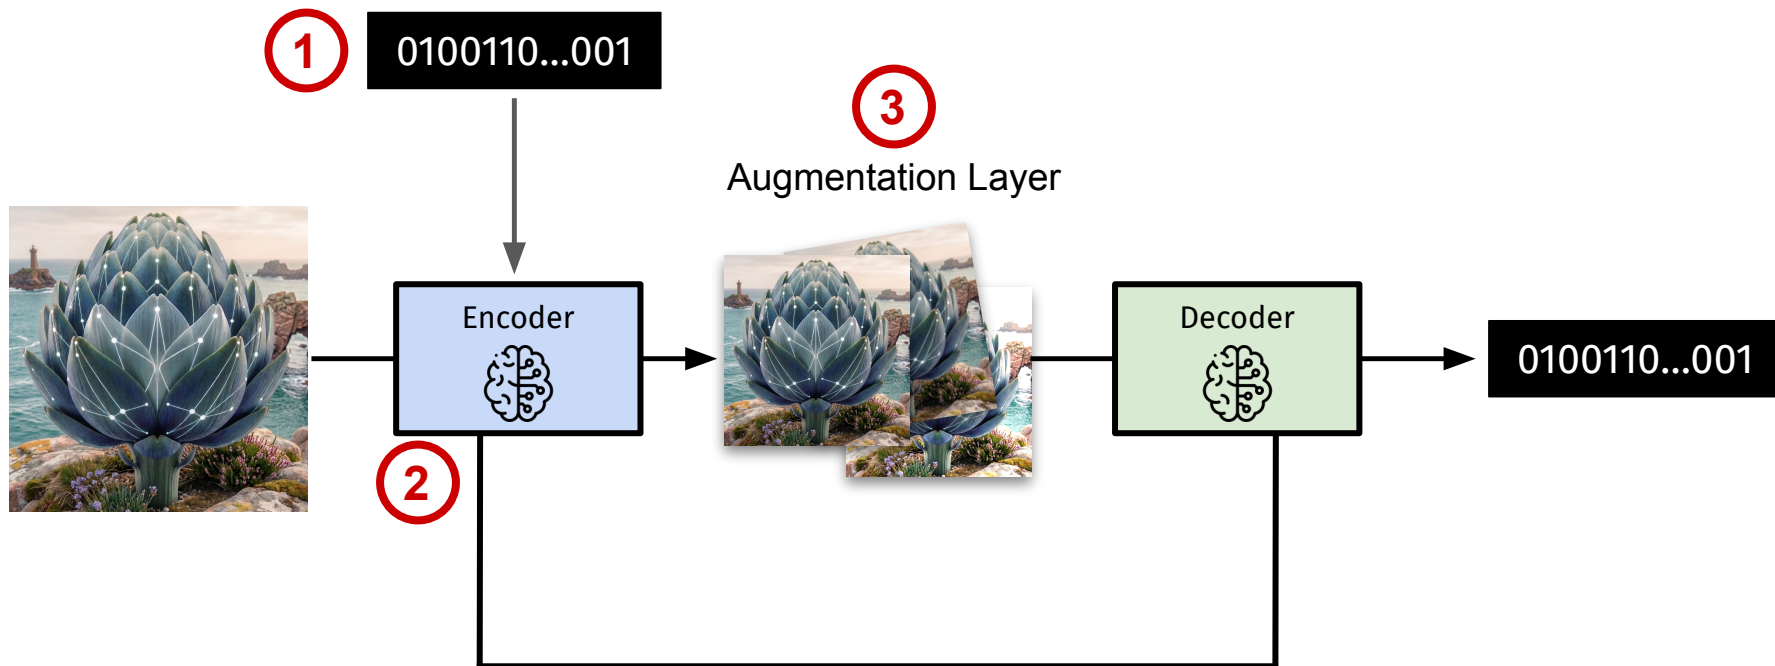 1
0100110...001
3
Augmentation Layer
Encoder
Decoder
0100110...001
2